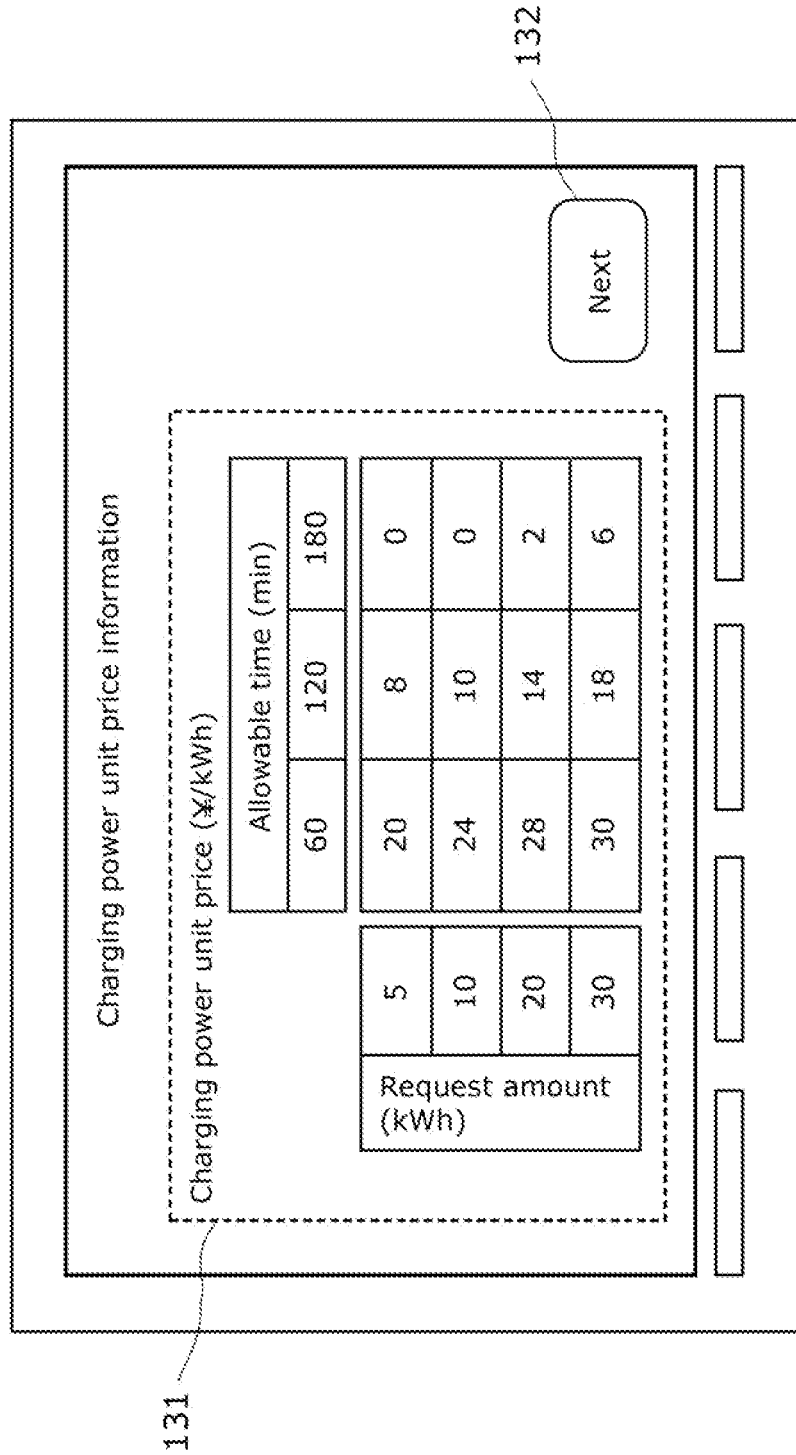 Charging power unit price information
131
Charging power unit price (¥/kWh)
Allowable time (min)
60 120 180
Request amount
(kWh)
5 20 8 0
10 24 10 0
20 28 14 2
30 30 18 6
Next
132